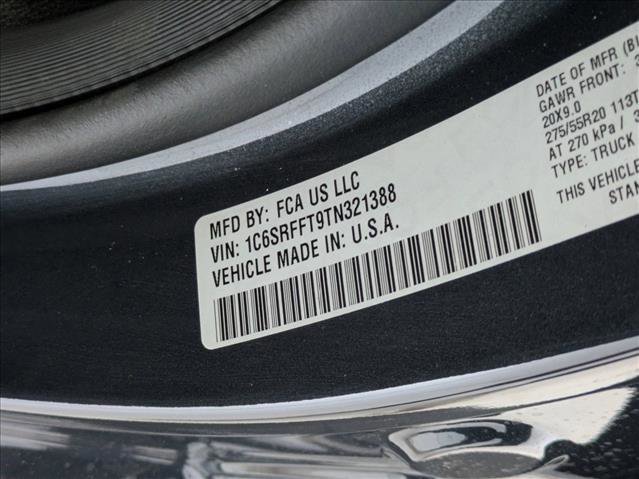 MFD BY: FCA US LLC
VIN: 1C6SRFFT9TN321388
VEHICLE MADE IN: U.S.A.
DATE OF MFR
GAWR FRONT:
20X9.0
275/55R20 113T
AT 270 kPa /
TYPE: TRUCK
THIS VEHICLE